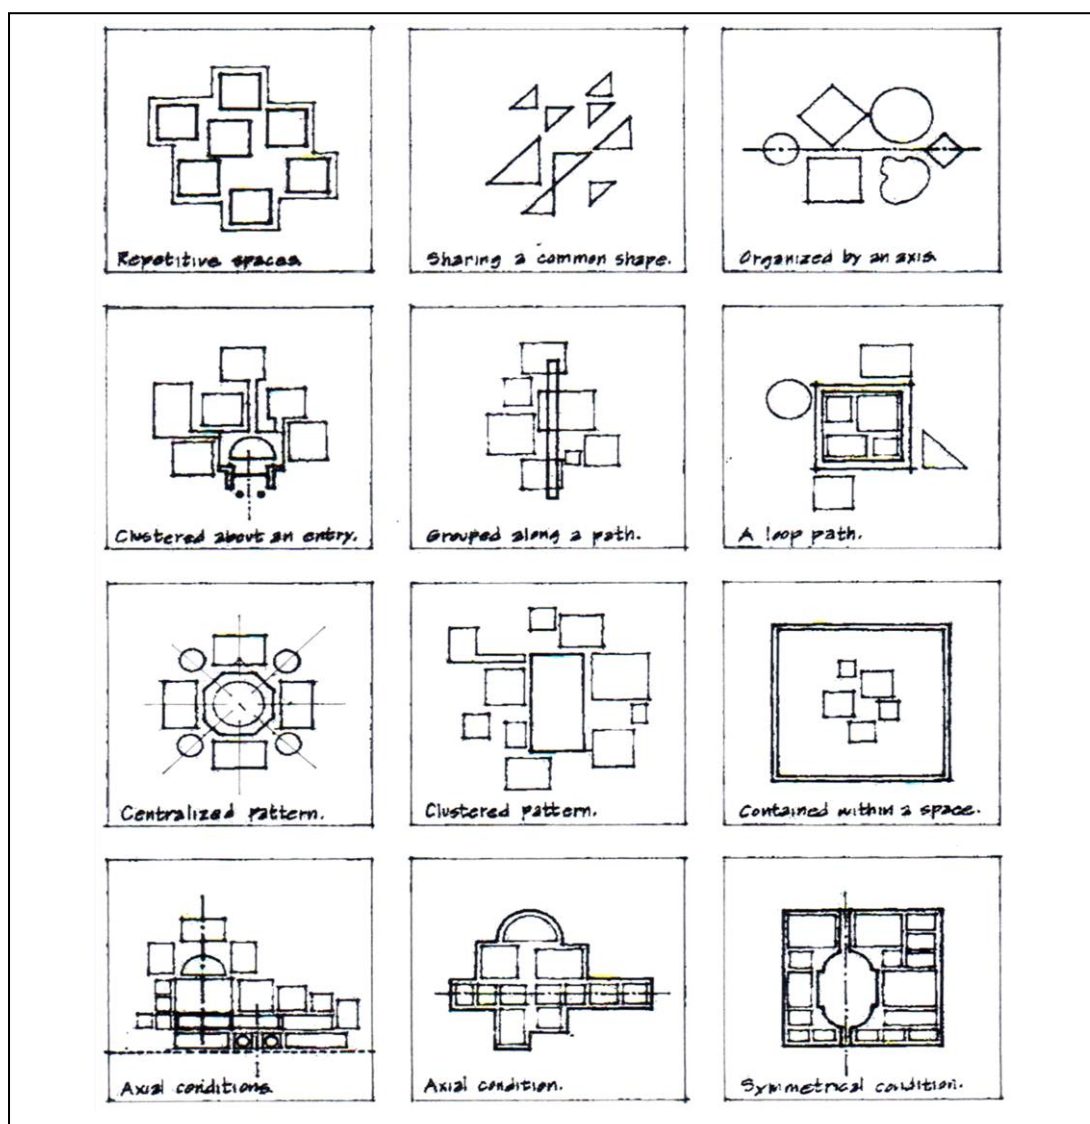 Repetitive spaces
Sharing a common shape.
Organized by an axis
Clustered about an entry.
Grouped along a path.
A loop path.
Centralized pattern.
Clustered pattern.
Contained within a space.
Axial conditions
Axial condition.
Symmetrical condition.